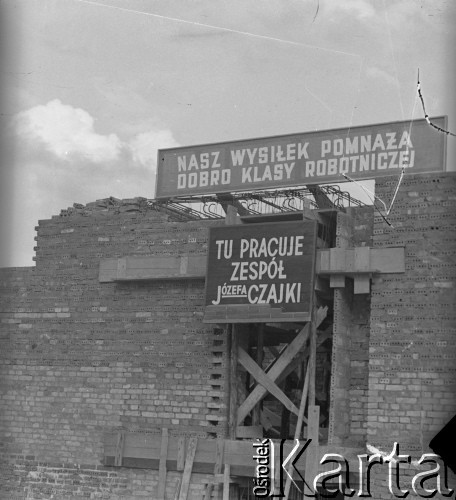 NASZ WYSIŁEK POMNAŻA
DOBRO KLASY ROBOTNICZEJ
TU PRACUJE
ZESPÓŁ
JÓZEFA CZAJKI
Ośrodek
Karta